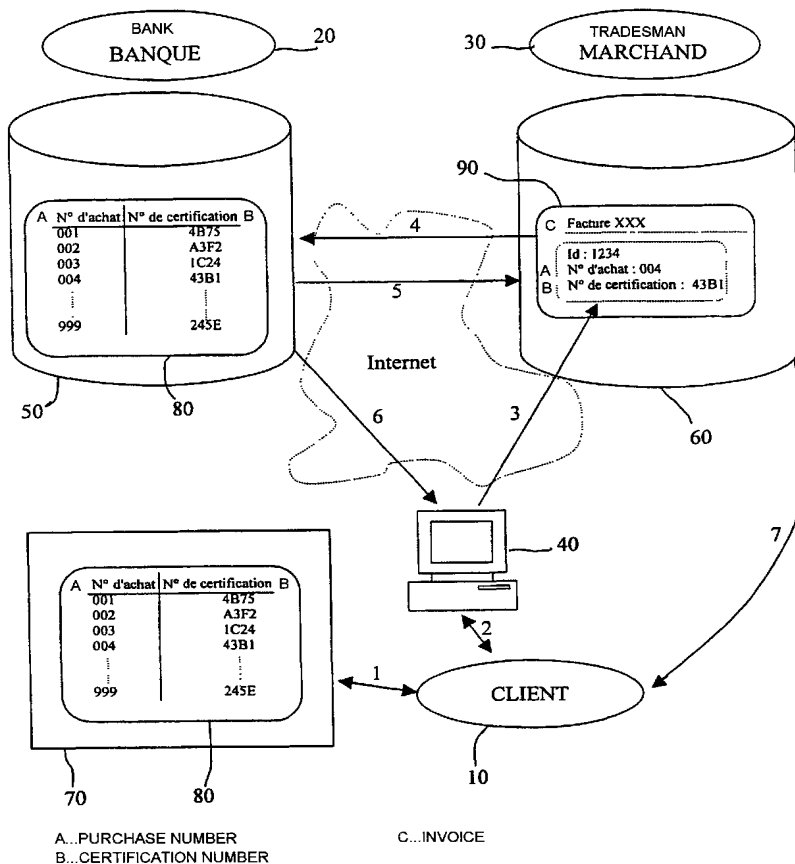 BANK
BANQUE
20
30
TRADESMAN
MARCHAND
A N° d'achat N° de certification B
001 4B75
002 A3F2
003 1C24
004 43B1
999 245E
90
C Facture XXX
Id : 1234
A N° d'achat : 004
B N° de certification : 43B1
4
5
Internet
50
80
6
3
60
40
7
2
A N° d'achat N° de certification B
001 4B75
002 A3F2
003 1C24
004 43B1
999 245E
1
CLIENT
70
80
10
A...PURCHASE NUMBER
C...INVOICE
B...CERTIFICATION NUMBER